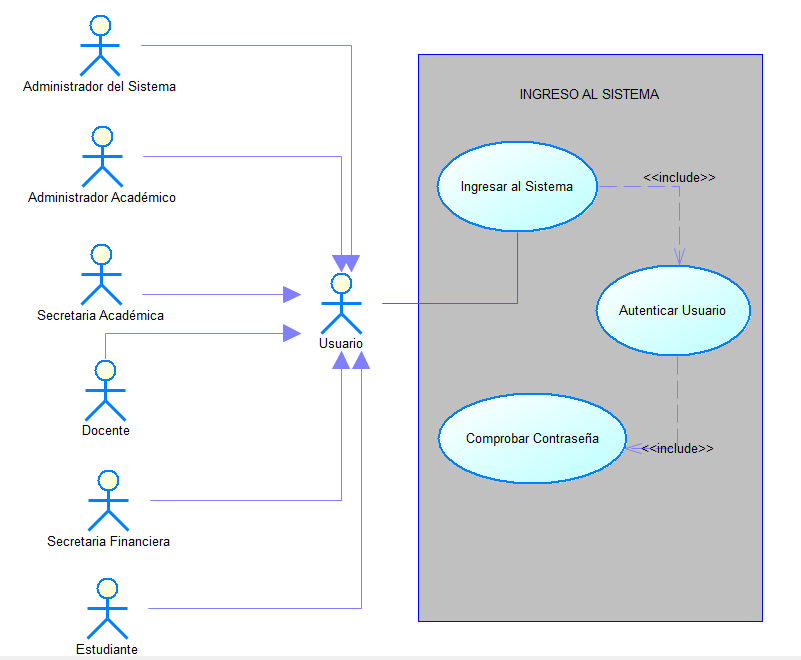 Administrador del Sistema
INGRESO AL SISTEMA
Administrador Académico
Ingresar al Sistema
<<include>>
Secretaria Académica
Usuario
Autenticar Usuario
Docente
Comprobar Contraseña
<<include>>
Secretaria Financiera
Estudiante